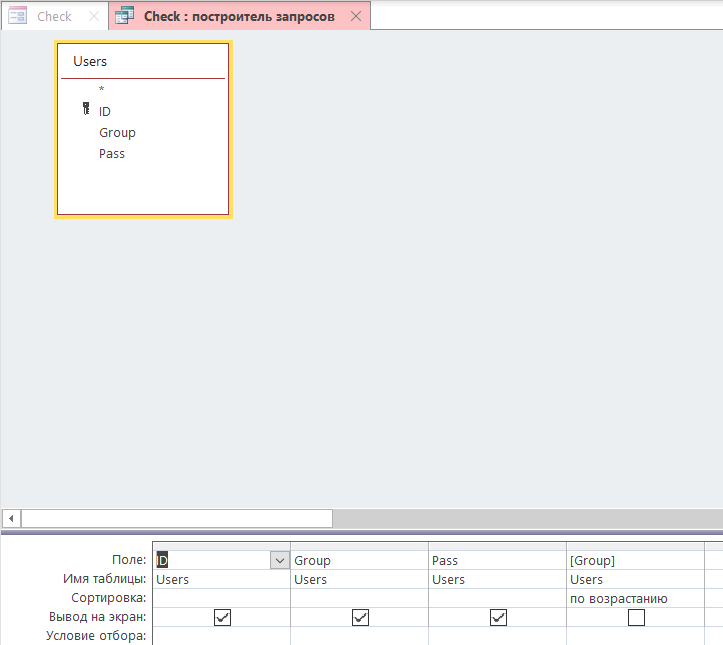 Check Check : построитель запросов
Users
*
ID
Group
Pass
Поле: ID Group Pass [Group]
Имя таблицы: Users Users Users Users
Сортировка: по возрастанию
Вывод на экран:
Условие отбора: